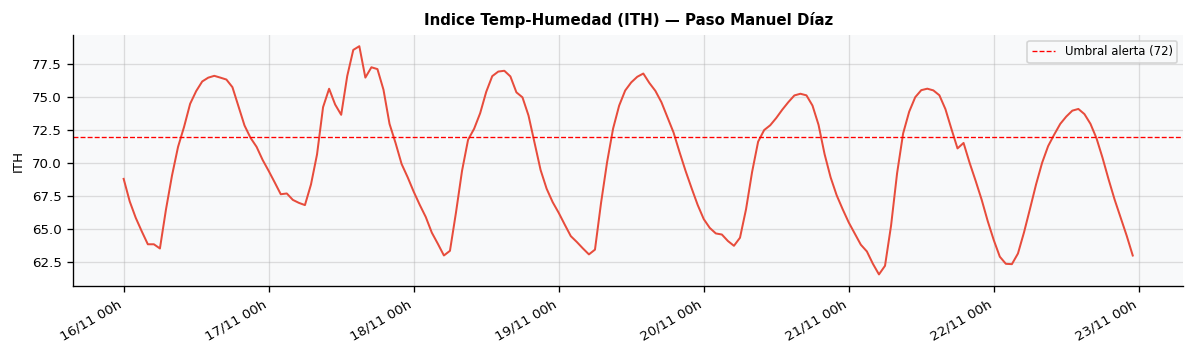 Indice Temp-Humedad (ITH) — Paso Manuel Díaz
Umbral alerta (72)
ITH
77.5
75.0
72.5
70.0
67.5
65.0
62.5
16/11 00h
17/11 00h
18/11 00h
19/11 00h
20/11 00h
21/11 00h
22/11 00h
23/11 00h